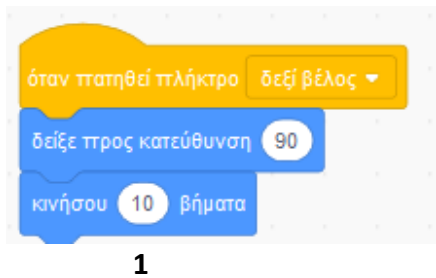 όταν πατηθεί πλήκτρο δεξί βέλος
δείξε προς κατεύθυνση 90
κινήσου 10 βήματα
1